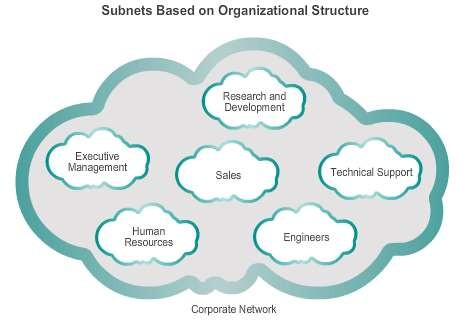 Subnets Based on Organizational Structure
Research and
Development
Executive
Management
Sales
Technical Support
Human
Resources
Engineers
Corporate Network